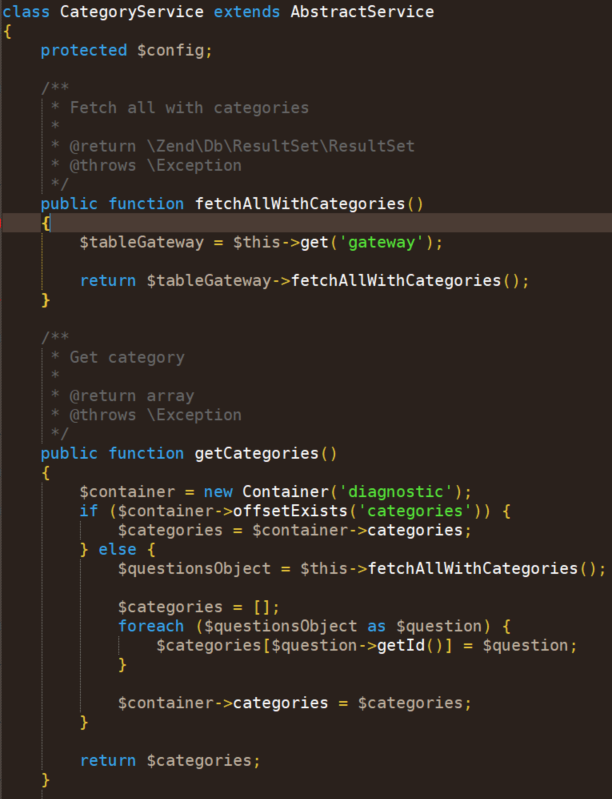 class CategoryService extends AbstractService
{
    protected $config;

    /**
     * Fetch all with categories
     *
     * @return \Zend\Db\ResultSet\ResultSet
     * @throws \Exception
     */
    public function fetchAllWithCategories()
    {
        $tableGateway = $this->get('gateway');

        return $tableGateway->fetchAllWithCategories();
    }

    /**
     * Get category
     *
     * @return array
     * @throws \Exception
     */
    public function getCategories()
    {
        $container = new Container('diagnostic');
        if ($container->offsetExists('categories')) {
            $categories = $container->categories;
        } else {
            $questionsObject = $this->fetchAllWithCategories();

            $categories = [];
            foreach ($questionsObject as $question) {
                $categories[$question->getId()] = $question;
            }

            $container->categories = $categories;
        }

        return $categories;
    }